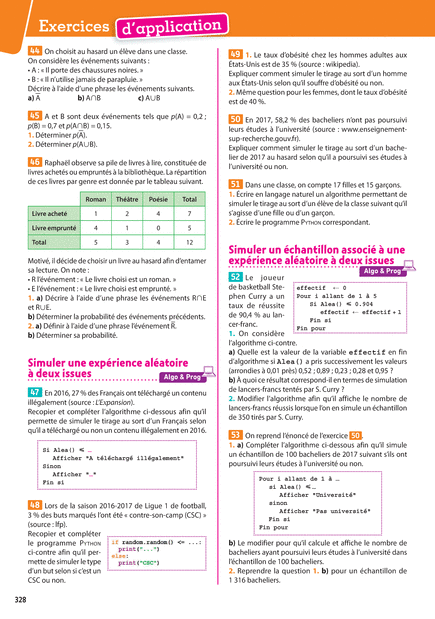 Exercices d'application
44 On choisit au hasard un élève dans une classe.
On considère les événements suivants :
• A : « Il porte des chaussures noires. »
• B : « Il n'utilise jamais de parapluie. »
Décrire à l'aide d'une phrase les événements suivants.
a) A̅ b) A∩B c) A∪B
45 A et B sont deux événements tels que p(A) = 0,2 ;
p(B) = 0,7 et p(A∩B) = 0,15.
1. Déterminer p(A̅).
2. Déterminer p(A∪B).
46 Raphaël observe sa pile de livres à lire, constituée de
livres achetés ou empruntés à la bibliothèque. La répartition
de ces livres par genre est donnée par le tableau suivant.
Roman Théâtre Poésie Total
Livre acheté 1 2 4 7
Livre emprunté 4 1 0 5
Total 5 3 4 12
Motivé, il décide de choisir un livre au hasard afin d'entamer
sa lecture. On note :
• R l'événement : « Le livre choisi est un roman. »
• E l'événement : « Le livre choisi est emprunté. »
1. a) Décrire à l'aide d'une phrase les événements R∩E
et R∪E.
b) Déterminer la probabilité des événements précédents.
2. a) Définir à l'aide d'une phrase l'événement R̅.
b) Déterminer sa probabilité.
Simuler une expérience aléatoire
à deux issues
Algo & Prog
47 En 2016, 27 % des Français ont téléchargé un contenu
illégalement (source : L'Expansion).
Recopier et compléter l'algorithme ci-dessous afin qu'il
permette de simuler le tirage au sort d'un Français selon
qu'il a téléchargé ou non un contenu illégalement en 2016.
Si Alea() ≤ …
Afficher "A téléchargé illégalement"
Sinon
Afficher "…"
Fin si
48 Lors de la saison 2016-2017 de Ligue 1 de football,
3 % des buts marqués l'ont été « contre-son-camp (CSC) »
(source : lfp).
Recopier et compléter
le programme PYTHON
ci-contre afin qu'il per-
mette de simuler le type
d'un but selon si c'est un
CSC ou non.
if random.random() <= ...:
print("...")
else:
print("CSC")
328
49 1. Le taux d'obésité chez les hommes adultes aux
États-Unis est de 35 % (source : wikipedia).
Expliquer comment simuler le tirage au sort d'un homme
aux États-Unis selon qu'il souffre d'obésité ou non.
2. Même question pour les femmes, dont le taux d'obésité
est de 40 %.
50 En 2017, 58,2 % des bacheliers n'ont pas poursuivi
leurs études à l'université (source : www.enseignement-
sup-recherche.gouv.fr).
Expliquer comment simuler le tirage au sort d'un bache-
lier de 2017 au hasard selon qu'il a poursuivi ses études à
l'université ou non.
51 Dans une classe, on compte 17 filles et 15 garçons.
1. Écrire en langage naturel un algorithme permettant de
simuler le tirage au sort d'un élève de la classe suivant qu'il
s'agisse d'une fille ou d'un garçon.
2. Écrire le programme PYTHON correspondant.
Simuler un échantillon associé à une
expérience aléatoire à deux issues
Algo & Prog
52 Le joueur
de basketball Ste-
phen Curry a un
taux de réussite
de 90,4 % au lan-
cer-franc.
1. On considère
l'algorithme ci-contre.
effectif ← 0
Pour i allant de 1 à 5
Si Alea() ≤ 0.904
effectif ← effectif + 1
Fin si
Fin pour
a) Quelle est la valeur de la variable effectif en fin
d'algorithme si Alea() a pris successivement les valeurs
(arrondies à 0,01 près) 0,52 ; 0,89 ; 0,23 ; 0,28 et 0,95 ?
b) À quoi ce résultat correspond-il en termes de simulation
de lancers-francs tentés par S. Curry ?
2. Modifier l'algorithme afin qu'il affiche le nombre de
lancers-francs réussis lorsque l'on en simule un échantillon
de 350 tirés par S. Curry.
53 On reprend l'énoncé de l'exercice 50.
1. a) Compléter l'algorithme ci-dessous afin qu'il simule
un échantillon de 100 bacheliers de 2017 suivant s'ils ont
poursuivi leurs études à l'université ou non.
Pour i allant de 1 à …
si Alea() ≤ …
Afficher "Université"
sinon
Afficher "Pas université"
Fin si
Fin pour
b) Le modifier pour qu'il calcule et affiche le nombre de
bacheliers ayant poursuivi leurs études à l'université dans
l'échantillon de 100 bacheliers.
2. Reprendre la question 1. b) pour un échantillon de
1 316 bacheliers.